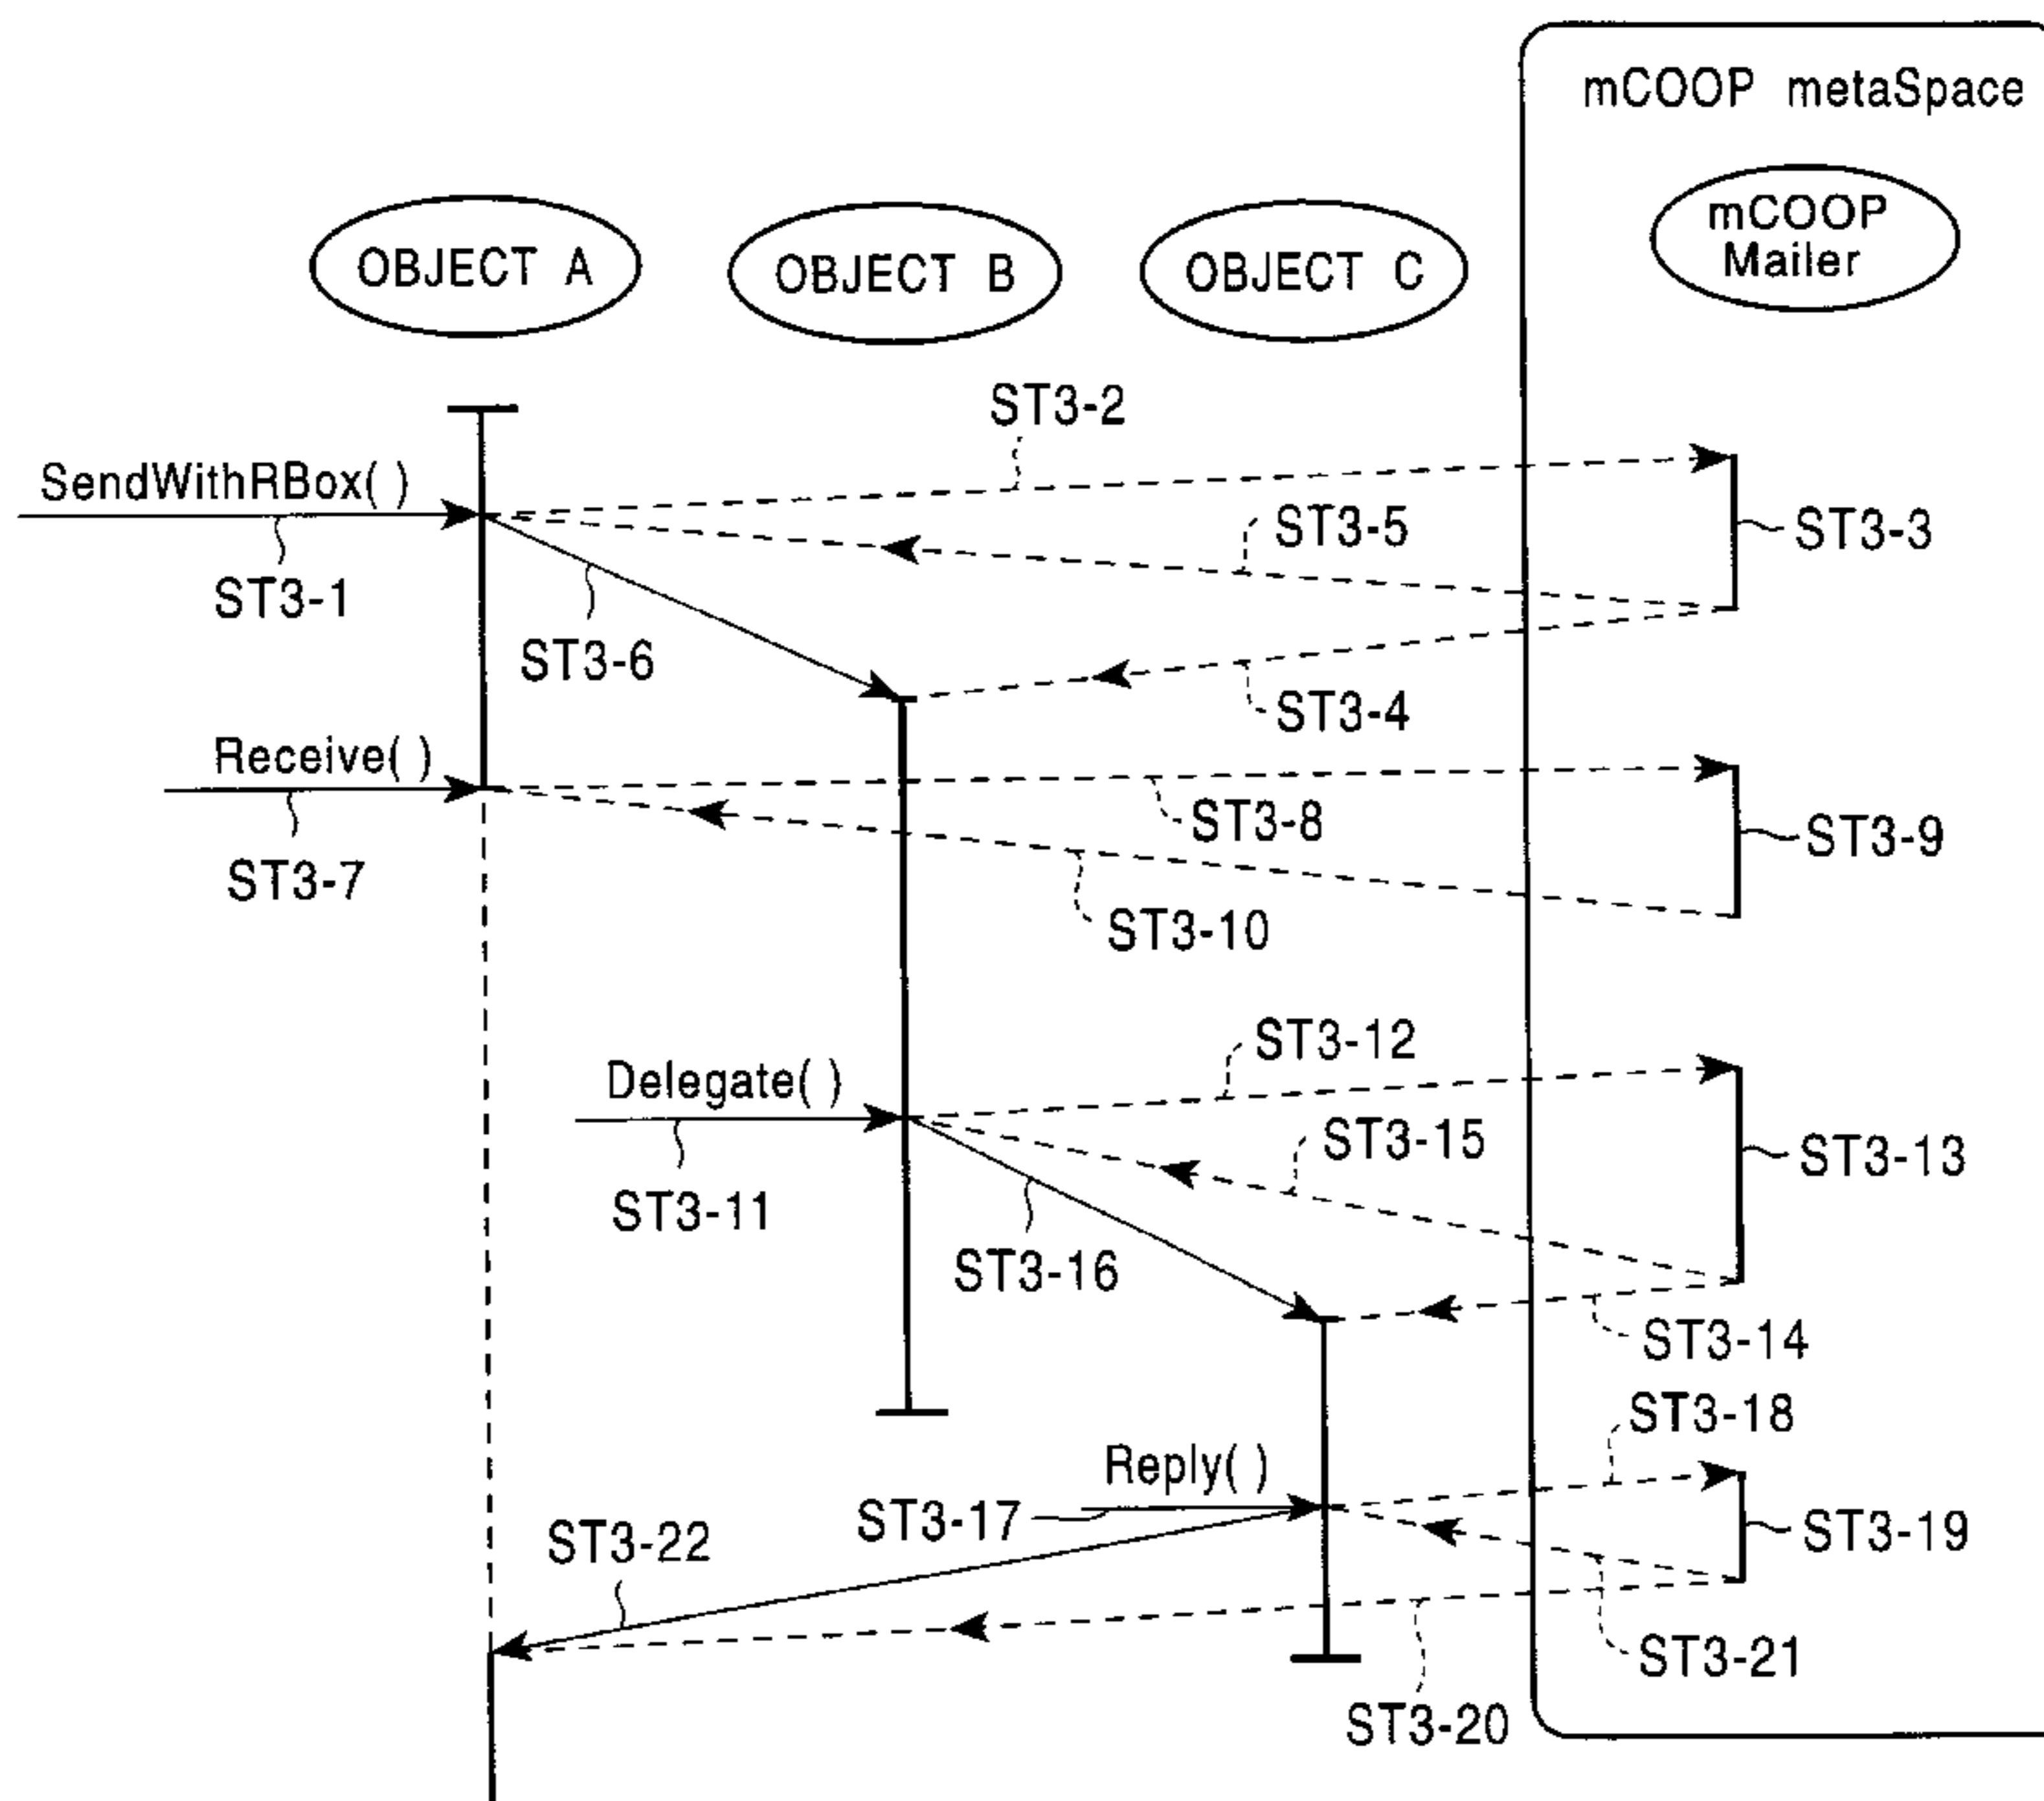 mCOOP metaSpace
mCOOP
Mailer
OBJECT A
OBJECT B
OBJECT C
ST3-2
SendWithRBox( )
ST3-5
ST3-3
ST3-1
ST3-6
ST3-4
Receive( )
ST3-8
ST3-9
ST3-7
ST3-10
ST3-12
Delegate( )
ST3-15
ST3-13
ST3-11
ST3-16
ST3-14
ST3-18
Reply( )
ST3-17
ST3-22
ST3-19
ST3-21
ST3-20